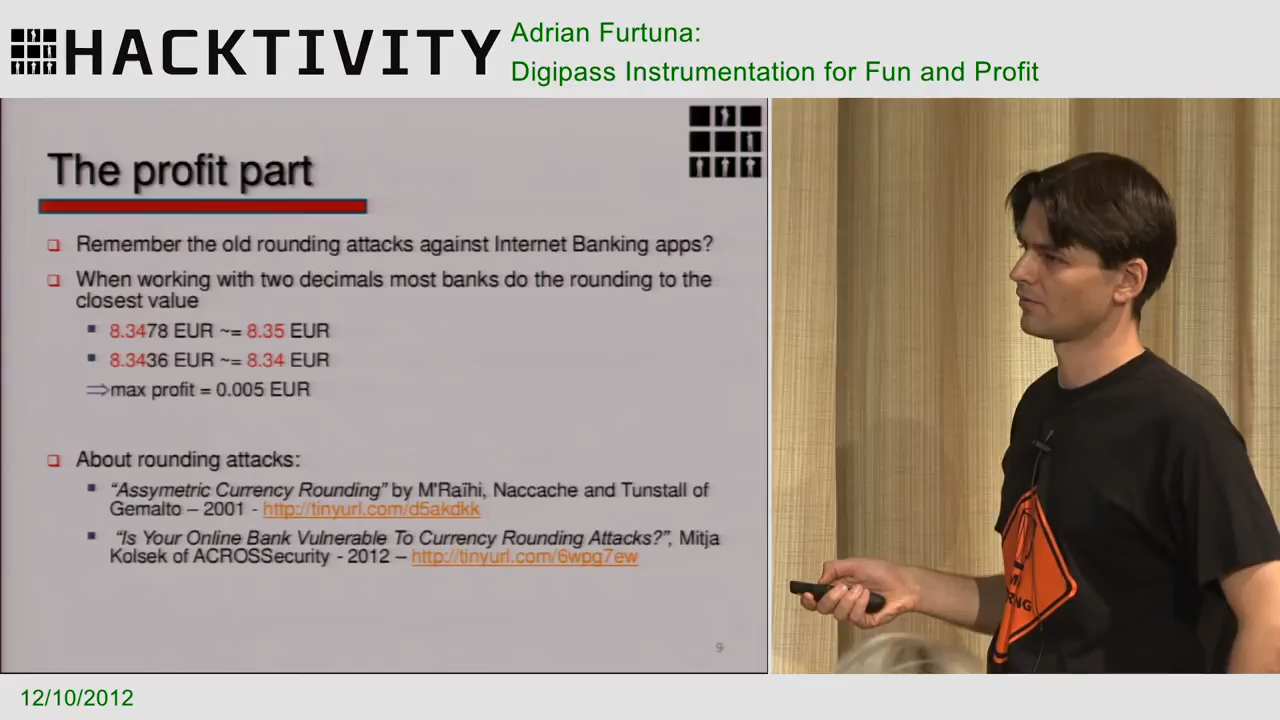 HACKTIVITY
Adrian Furtuna:
Digipass Instrumentation for Fun and Profit
The profit part
Remember the old rounding attacks against Internet Banking apps?
When working with two decimals most banks do the rounding to the
closest value
8.3478 EUR ~= 8.35 EUR
8.3436 EUR ~= 8.34 EUR
⇒max profit = 0.005 EUR
About rounding attacks:
“Assymetric Currency Rounding” by M'Raïhi, Naccache and Tunstall of
Gemalto – 2001 - http://tinyurl.com/d5akdkk
“Is Your Online Bank Vulnerable To Currency Rounding Attacks?”, Mitja
Kolsek of ACROSSecurity - 2012 – http://tinyurl.com/6wpg7ew
9
12/10/2012